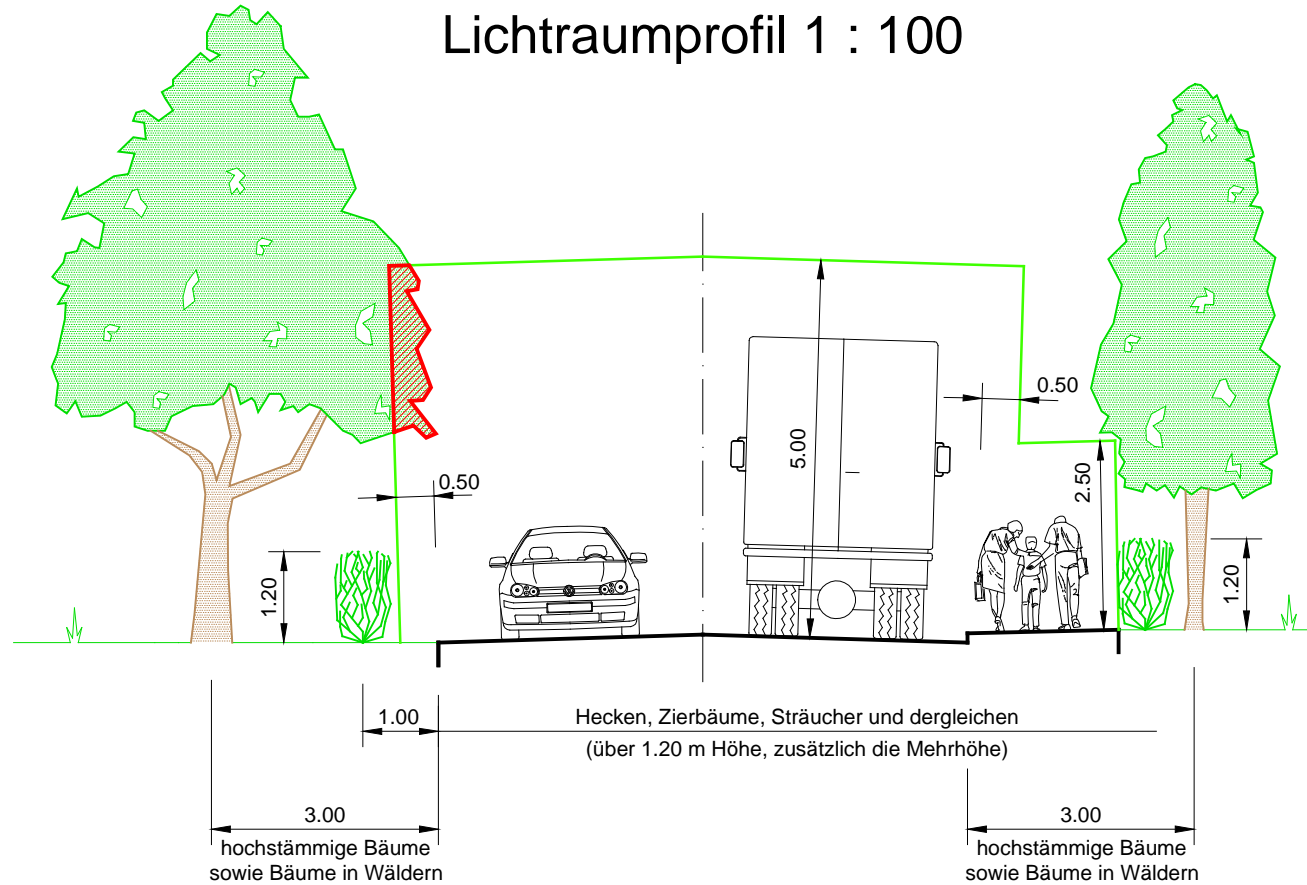 Lichtraumprofil 1 : 100
0.50
5.00
0.50
2.50
1.20
1.20
1.00
Hecken, Zierbäume, Sträucher und dergleichen
(über 1.20 m Höhe, zusätzlich die Mehrhöhe)
3.00
hochstämmige Bäume
sowie Bäume in Wäldern
3.00
hochstämmige Bäume
sowie Bäume in Wäldern